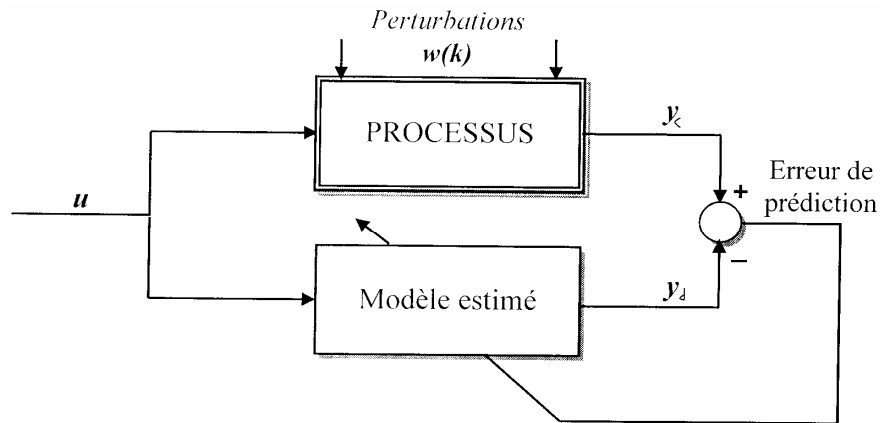 Perturbations
w(k)
PROCESSUS
y
+
Erreur de
prédiction
u
−
Modèle estimé
y